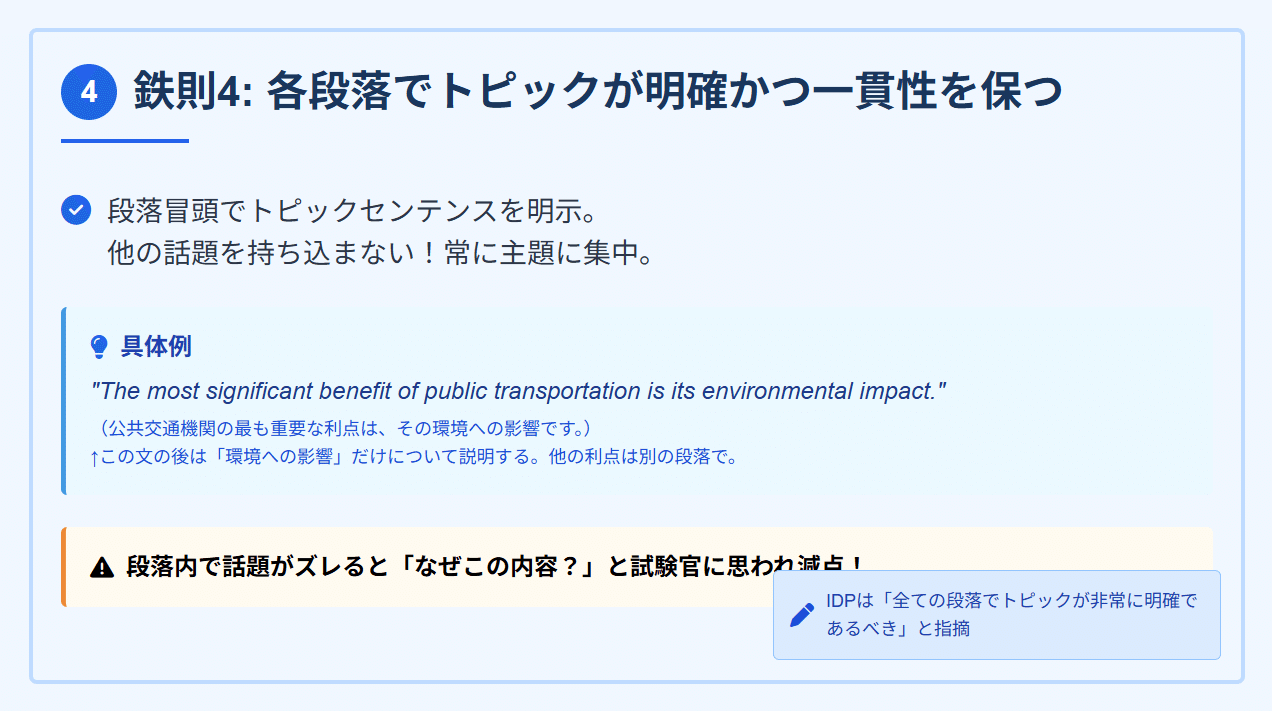 4 鉄則4: 各段落でトピックが明確かつ一貫性を保つ
段落冒頭でトピックセンテンスを明示。
他の話題を持ち込まない！常に主題に集中。
具体例
"The most significant benefit of public transportation is its environmental impact."
（公共交通機関の最も重要な利点は、その環境への影響です。）
↑この文の後は「環境への影響」だけについて説明する。他の利点は別の段落で。
段落内で話題がズレると「なぜこの内容？」と試験官に思われ減点！
IDPは「全ての段落でトピックが非常に明確で
あるべき」と指摘